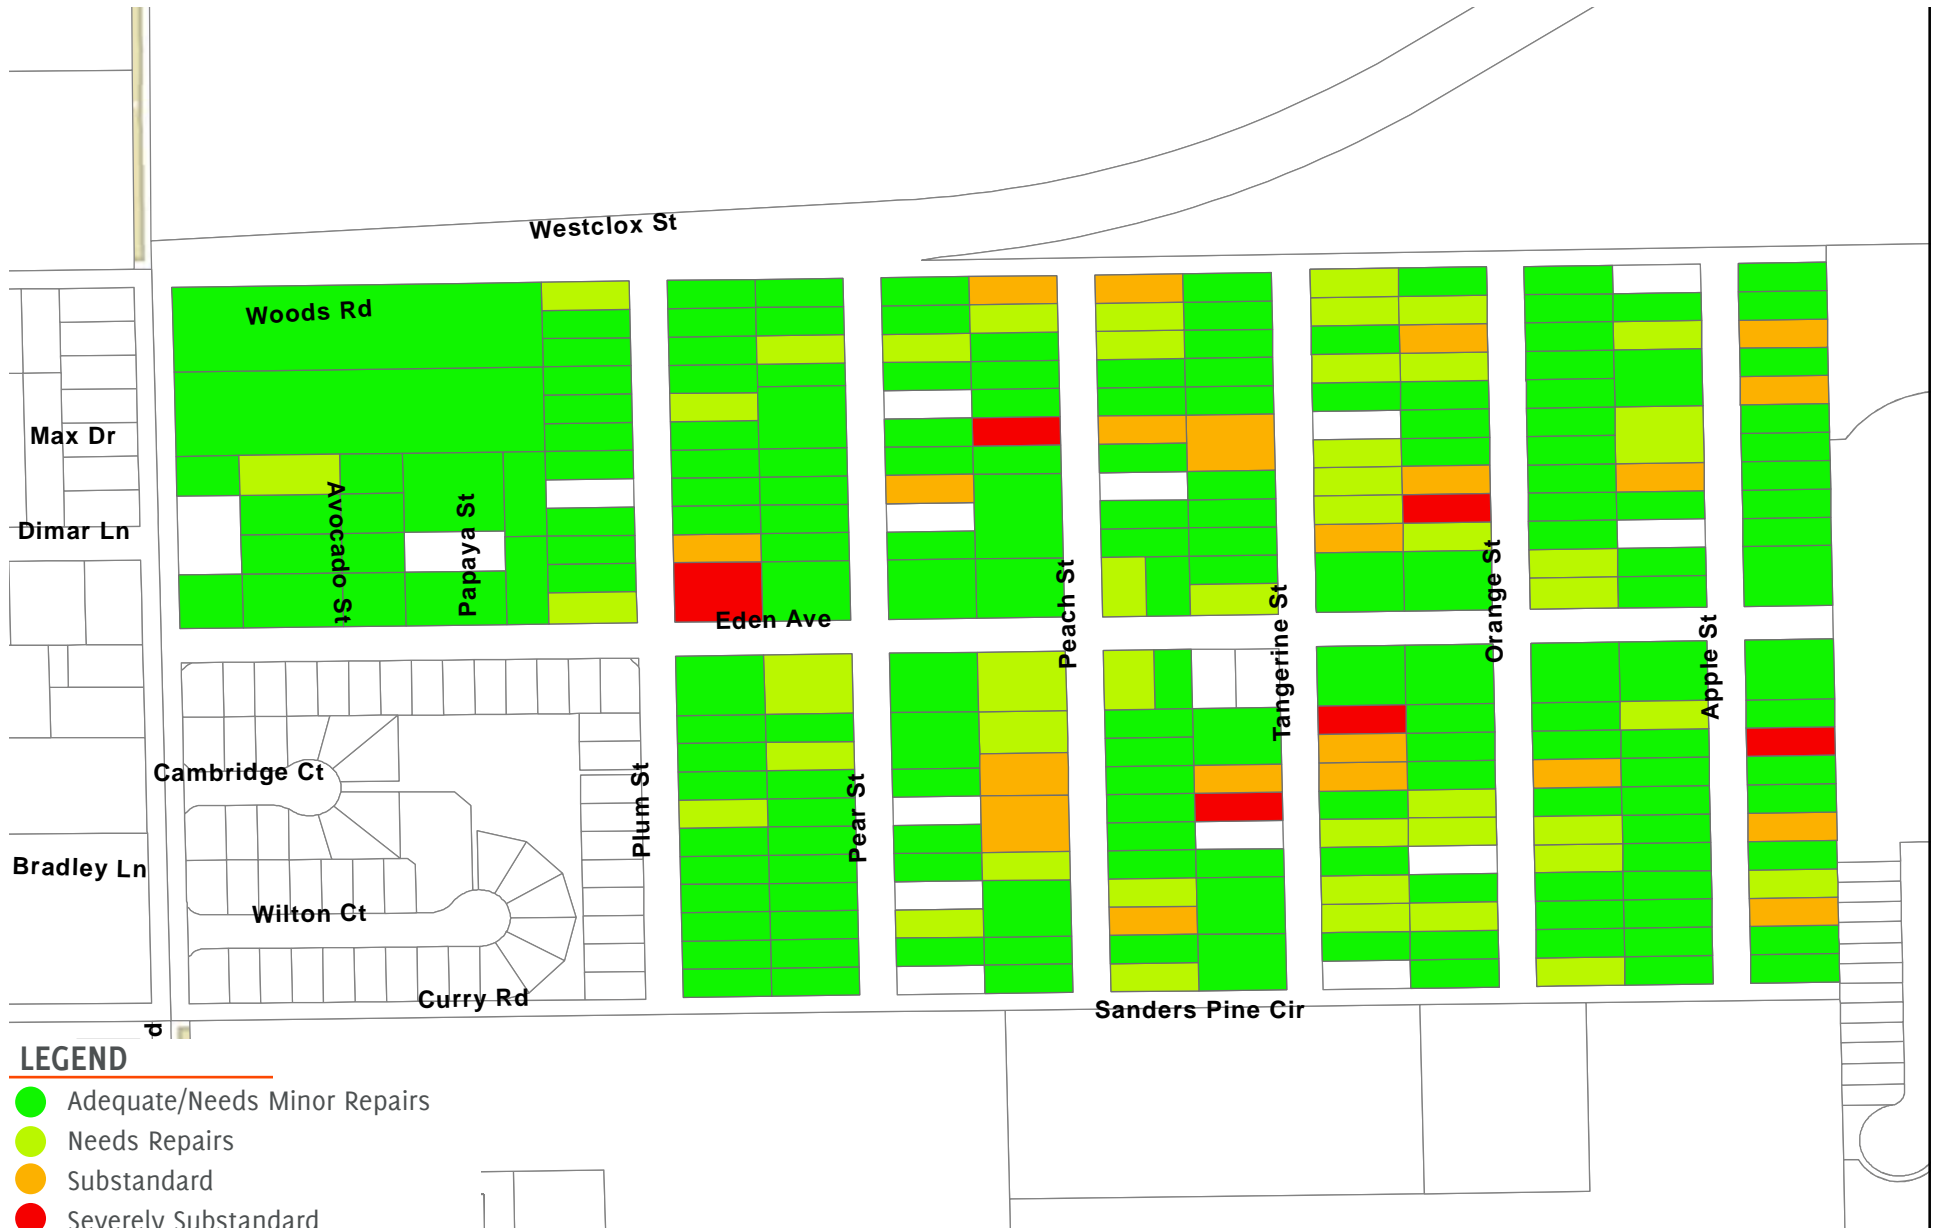 Westclox St
Woods Rd
Max Dr
Avocado St
Papaya St
Dimar Ln
Eden Ave
Peach St
Tangerine St
Orange St
Apple St
Cambridge Ct
Plum St
Pear St
Bradley Ln
Wilton Ct
Curry Rd
Sanders Pine Cir
d
LEGEND
Adequate/Needs Minor Repairs
Needs Repairs
Substandard
Severely Substandard